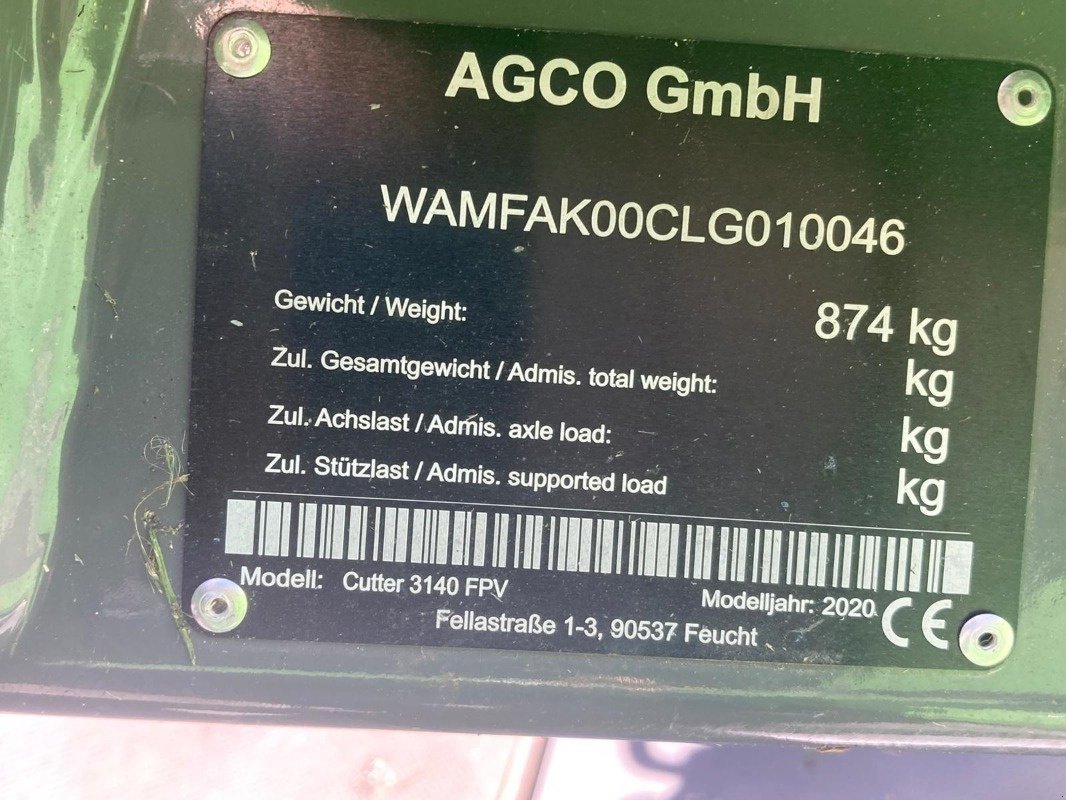 AGCO GmbH
WAMFAK00CLG010046
Gewicht / Weight: 874 kg
Zul. Gesamtgewicht / Admis. total weight: kg
Zul. Achslast / Admis. axle load: kg
Zul. Stützlast / Admis. supported load kg
Modell: Cutter 3140 FPV Modelljahr: 2020 CE
Fellastraße 1-3, 90537 Feucht